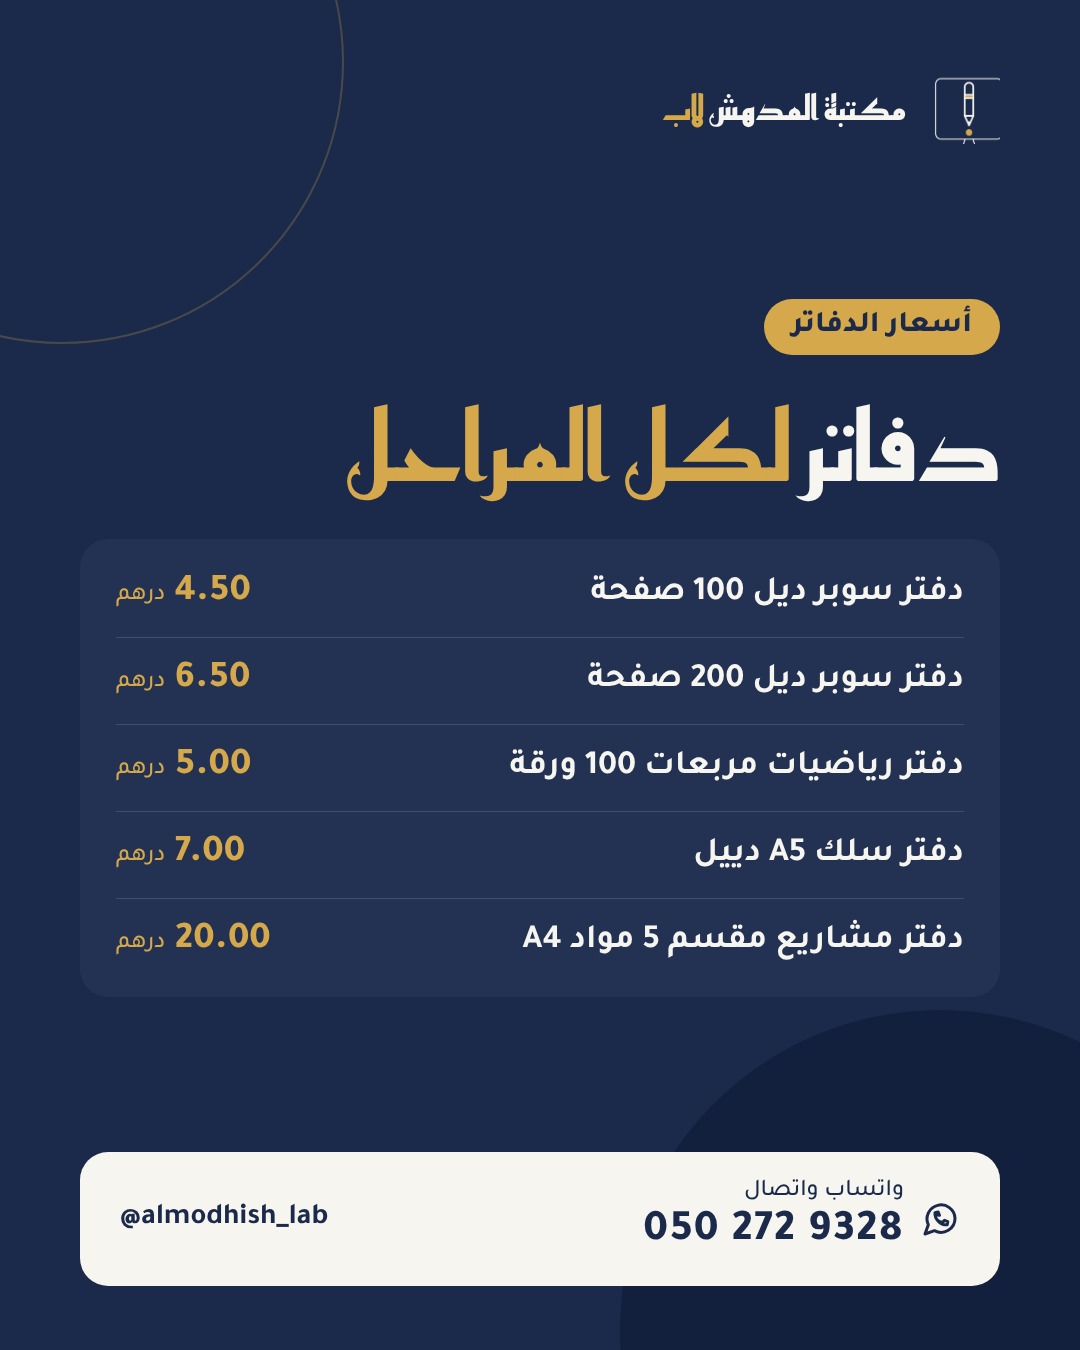 مكتبة المدهش لاب
أسعار الدفاتر
دفاتر لكل المراحل
دفتر سوبر ديل 100 صفحة 4.50 درهم
دفتر سوبر ديل 200 صفحة 6.50 درهم
دفتر رياضيات مربعات 100 ورقة 5.00 درهم
دفتر سلك A5 دييل 7.00 درهم
دفتر مشاريع مقسم 5 مواد A4 20.00 درهم
واتساب واتصال
050 272 9328
@almodhish_lab